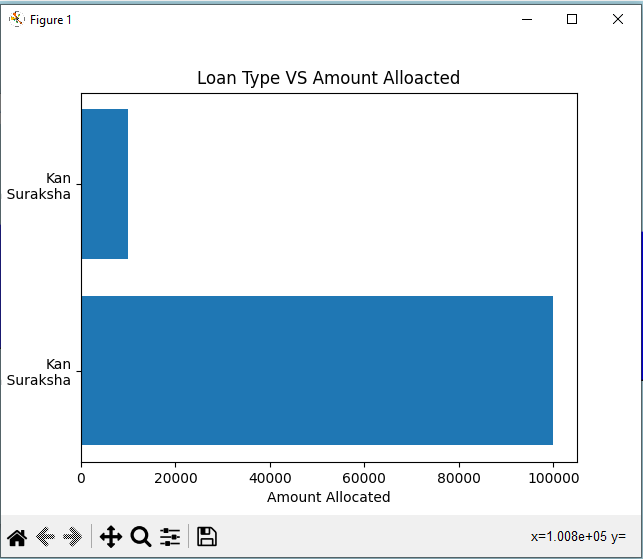 Figure 1
Loan Type VS Amount Alloacted
Kan
Suraksha
Kan
Suraksha
0 20000 40000 60000 80000 100000
Amount Allocated
x=1.008e+05 y=